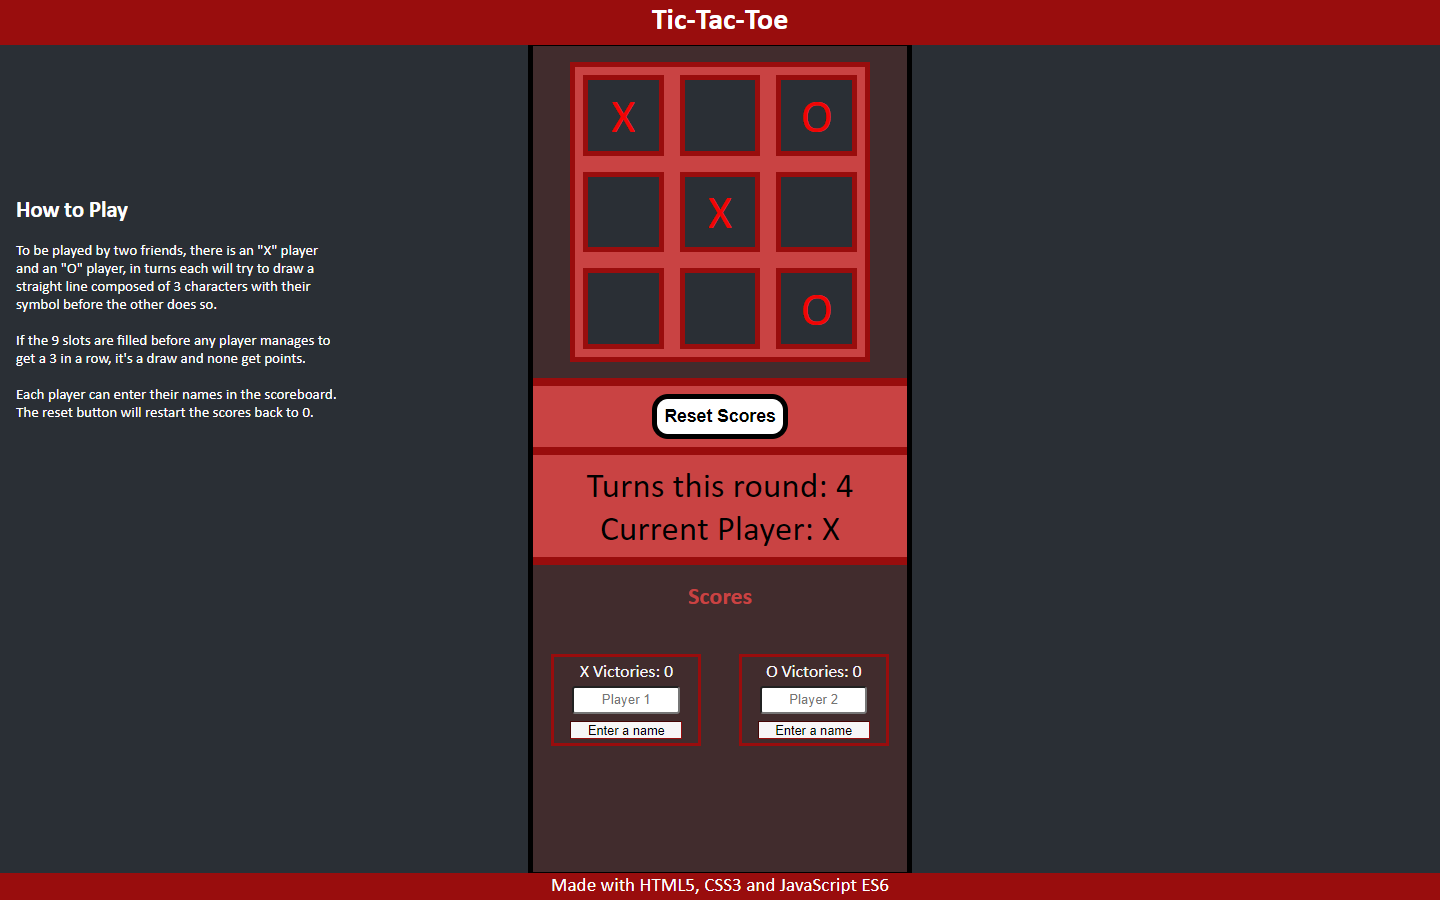 Tic-Tac-Toe
X O
X
O
How to Play
To be played by two friends, there is an "X" player
and an "O" player, in turns each will try to draw a
straight line composed of 3 characters with their
symbol before the other does so.
If the 9 slots are filled before any player manages to
get a 3 in a row, it's a draw and none get points.
Each player can enter their names in the scoreboard.
The reset button will restart the scores back to 0.
Reset Scores
Turns this round: 4
Current Player: X
Scores
X Victories: 0
Player 1
Enter a name
O Victories: 0
Player 2
Enter a name
Made with HTML5, CSS3 and JavaScript ES6